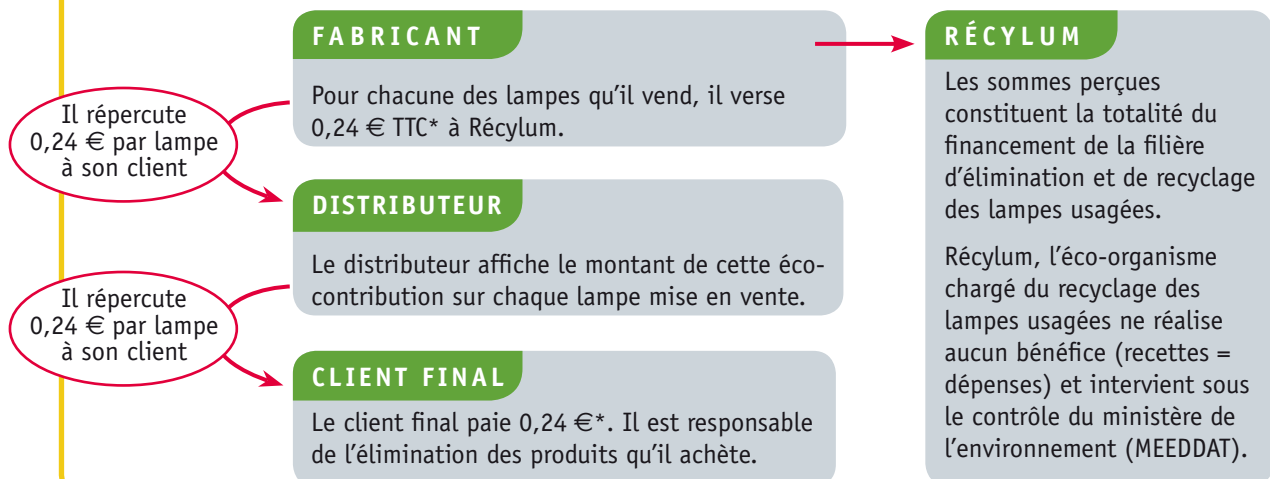 FABRICANT
Pour chacune des lampes qu’il vend, il verse
0,24 € TTC* à Récylum.
Il répercute
0,24 € par lampe
à son client
DISTRIBUTEUR
Le distributeur affiche le montant de cette éco-
contribution sur chaque lampe mise en vente.
Il répercute
0,24 € par lampe
à son client
CLIENT FINAL
Le client final paie 0,24 €*. Il est responsable
de l’élimination des produits qu’il achète.
RÉCYLUM
Les sommes perçues
constituent la totalité du
financement de la filière
d’élimination et de recyclage
des lampes usagées.
Récylum, l’éco-organisme
chargé du recyclage des
lampes usagées ne réalise
aucun bénéfice (recettes =
dépenses) et intervient sous
le contrôle du ministère de
l’environnement (MEEDDAT).